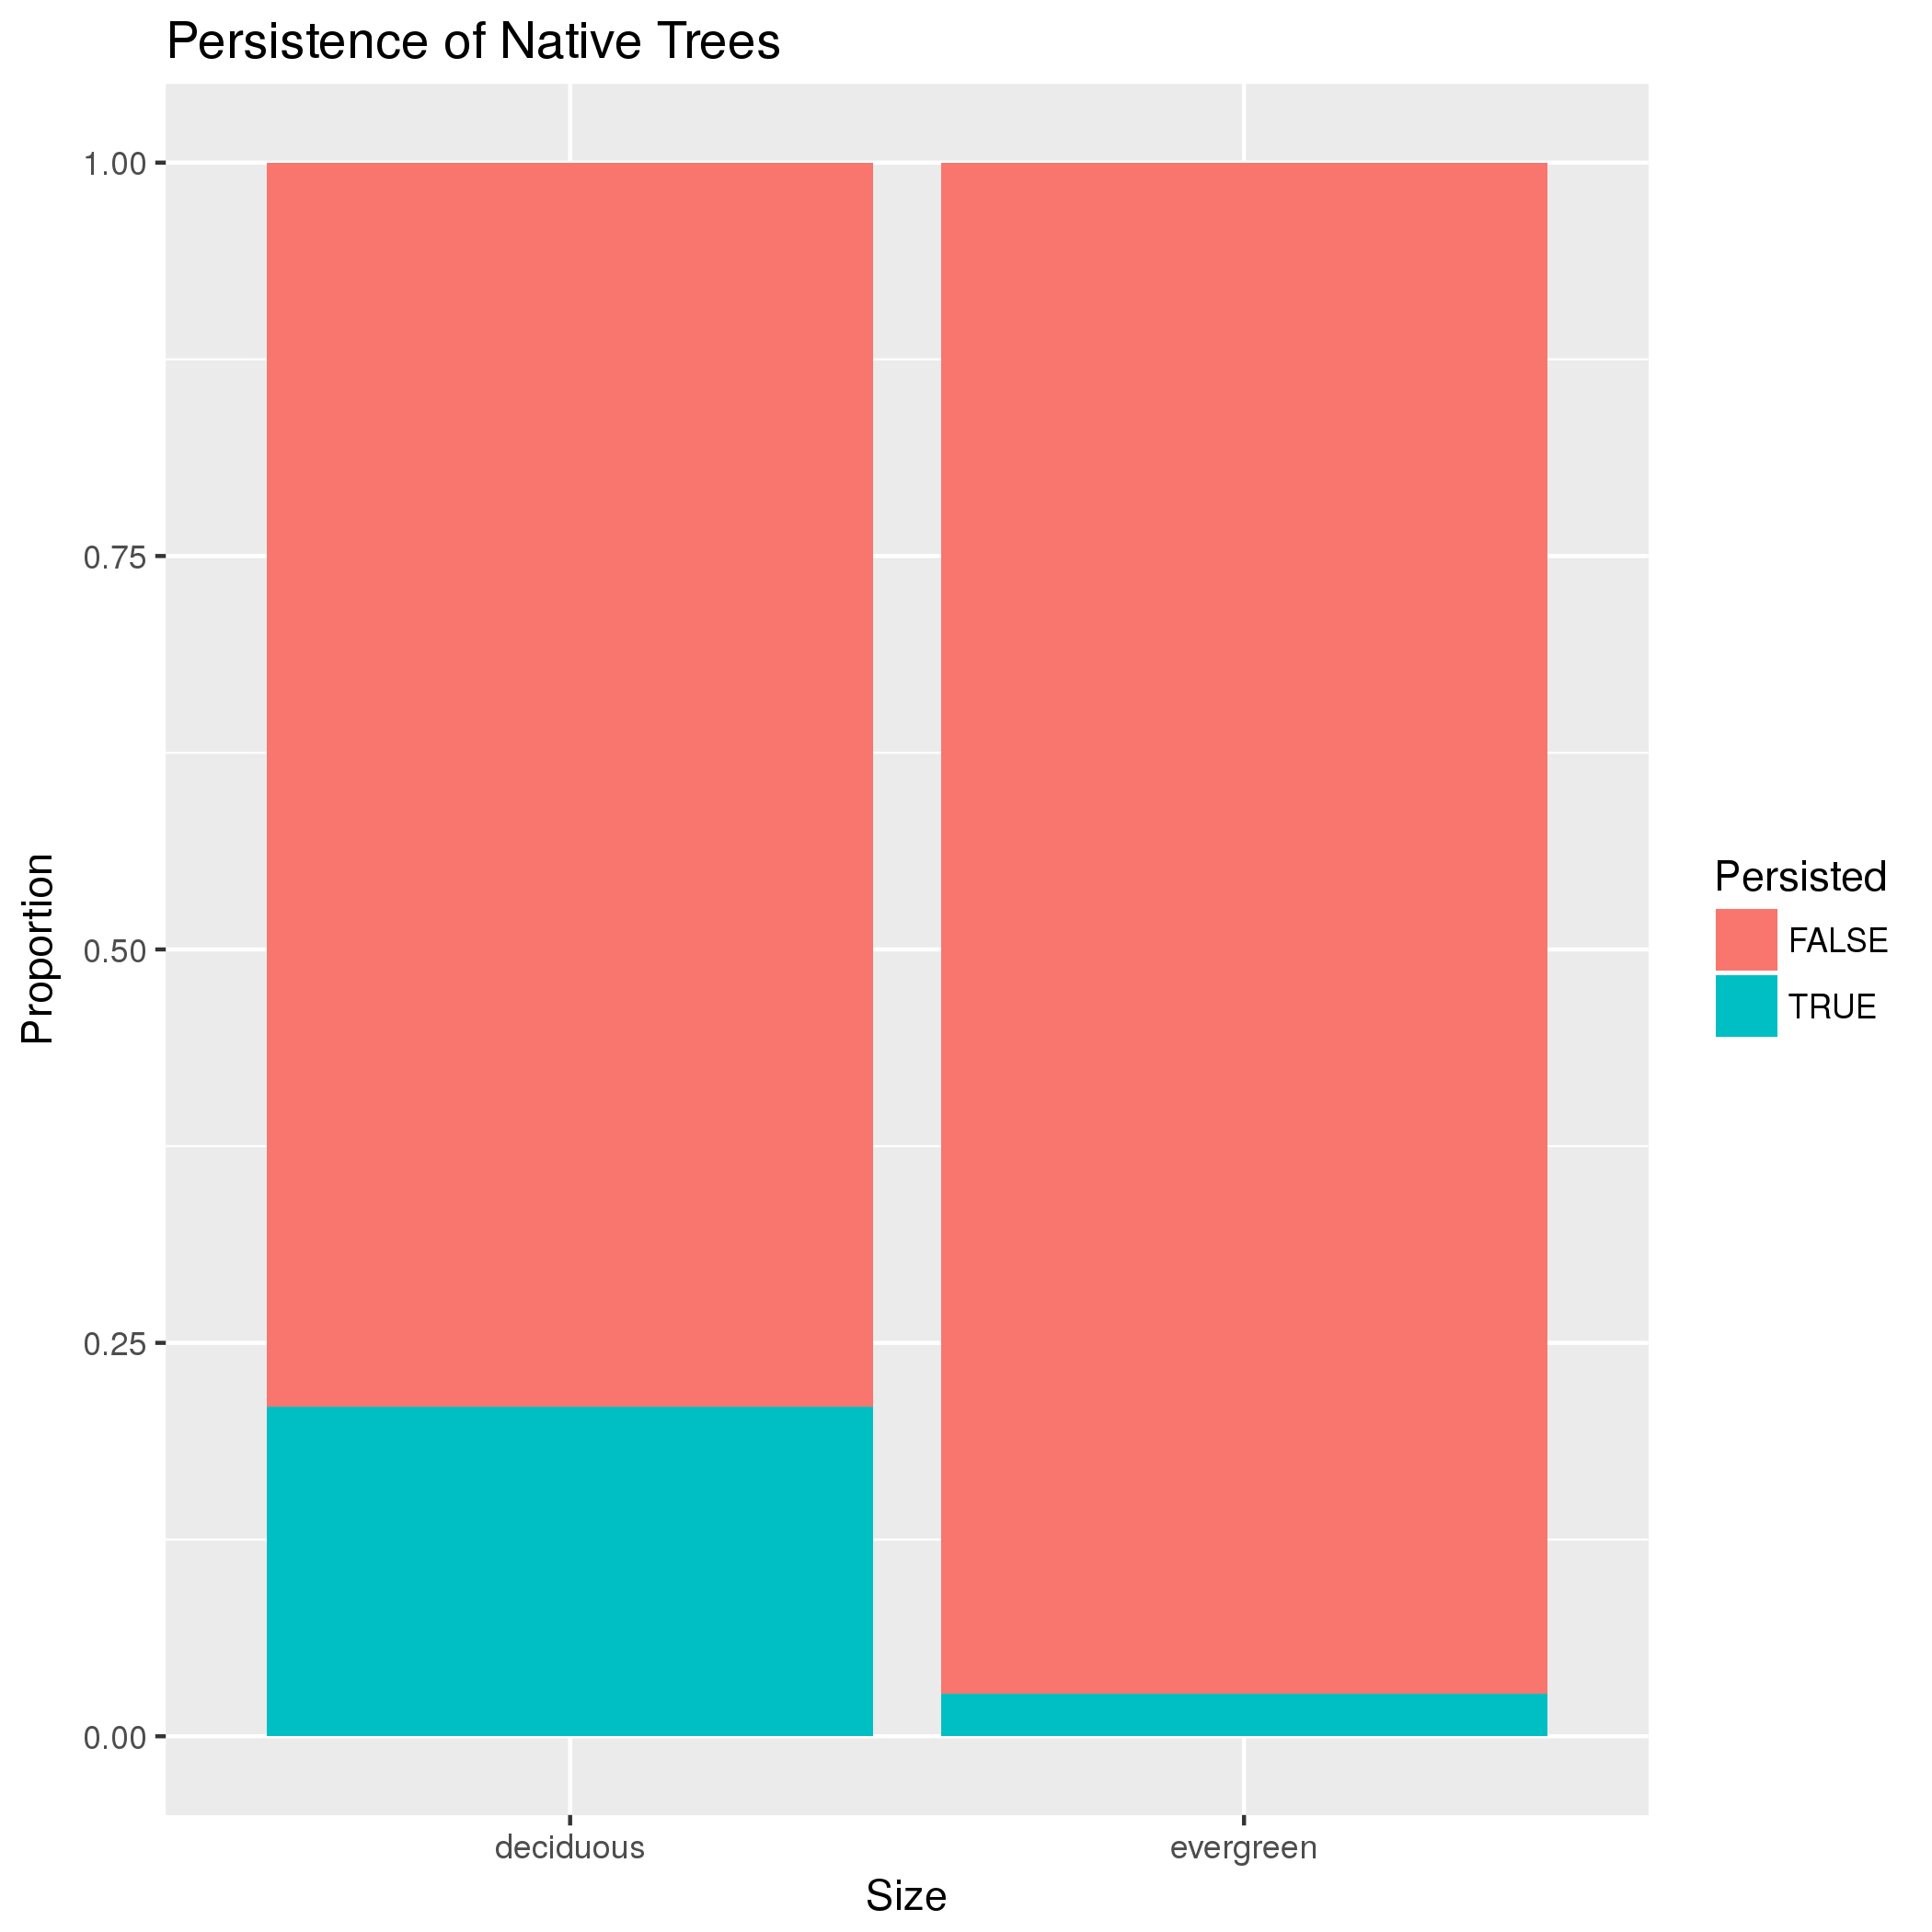 Persistence of Native Trees
1.00
0.75
0.50
0.25
0.00
Proportion
deciduous
evergreen
Size
Persisted
FALSE
TRUE